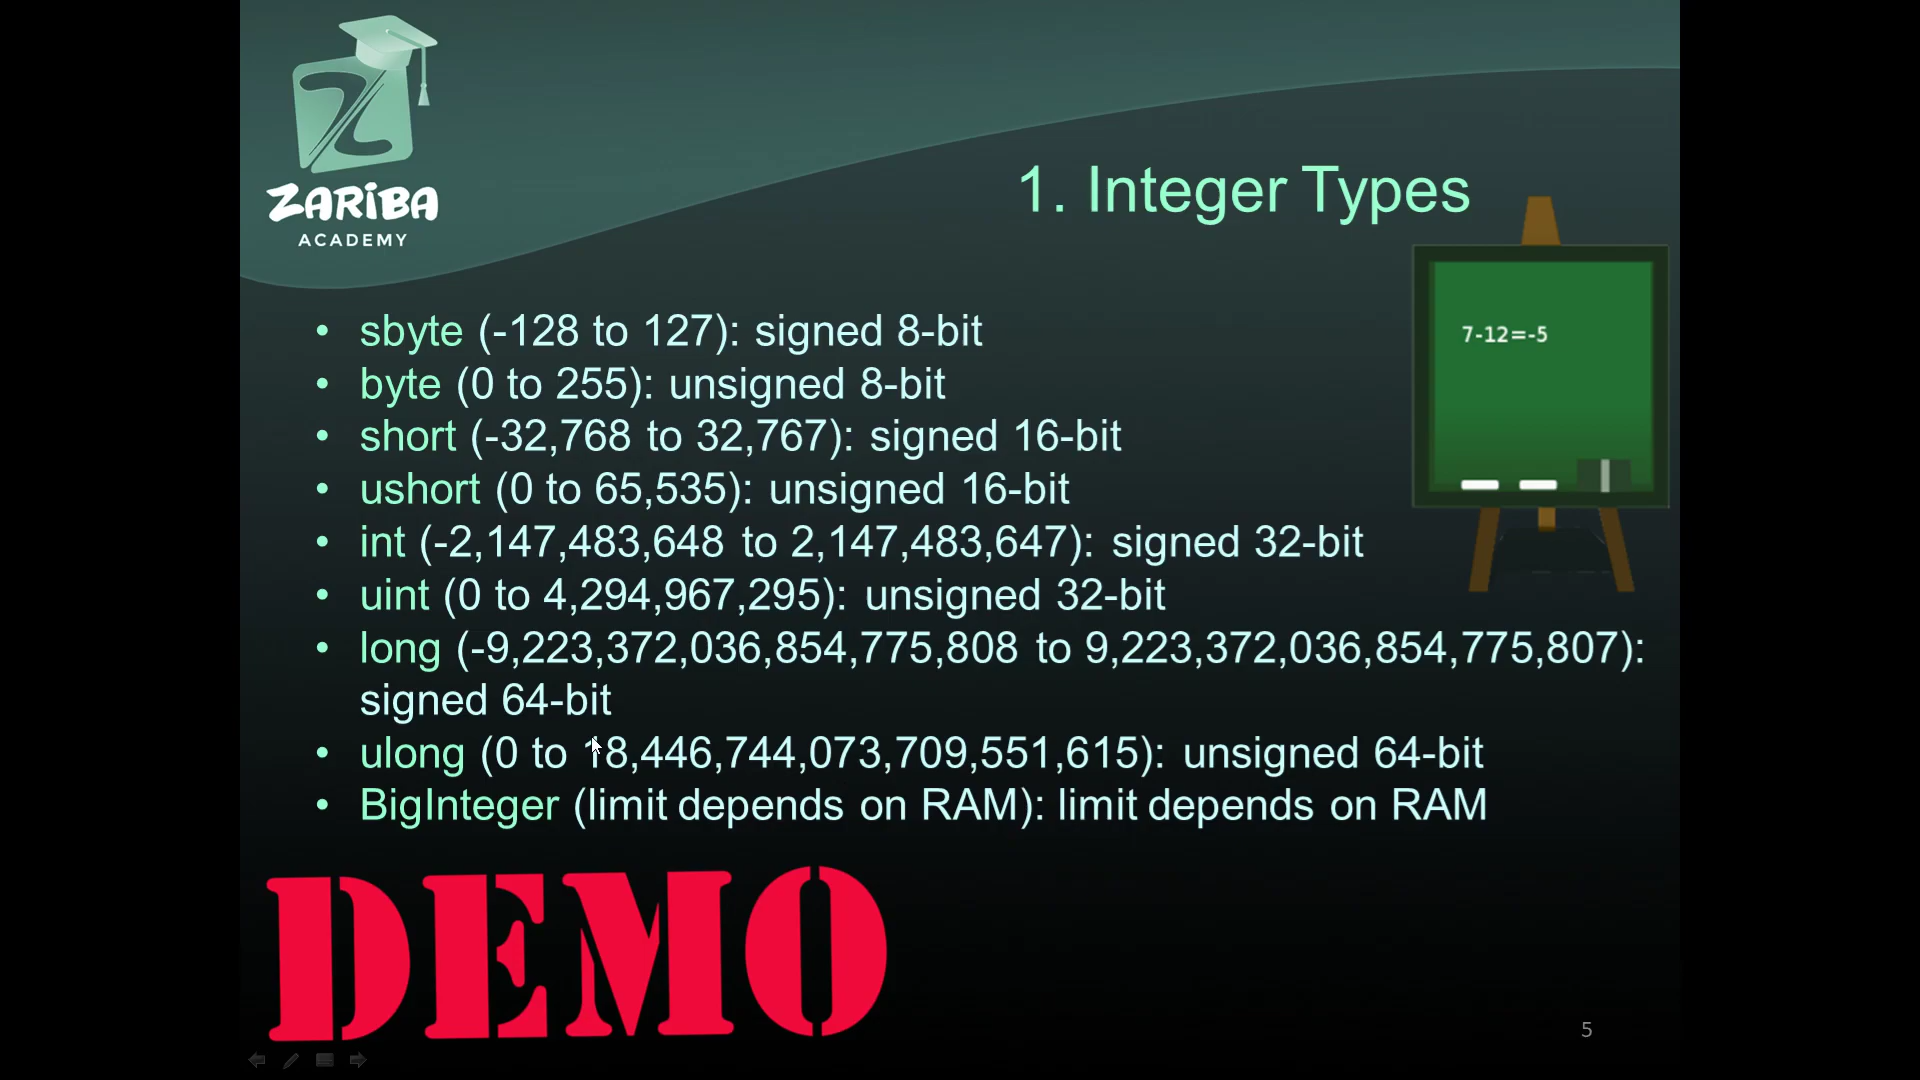 ZARIBA
ACADEMY
1. Integer Types
7-12=-5
• sbyte (-128 to 127): signed 8-bit
• byte (0 to 255): unsigned 8-bit
• short (-32,768 to 32,767): signed 16-bit
• ushort (0 to 65,535): unsigned 16-bit
• int (-2,147,483,648 to 2,147,483,647): signed 32-bit
• uint (0 to 4,294,967,295): unsigned 32-bit
• long (-9,223,372,036,854,775,808 to 9,223,372,036,854,775,807):
signed 64-bit
• ulong (0 to 18,446,744,073,709,551,615): unsigned 64-bit
• BigInteger (limit depends on RAM): limit depends on RAM
DEMO
5